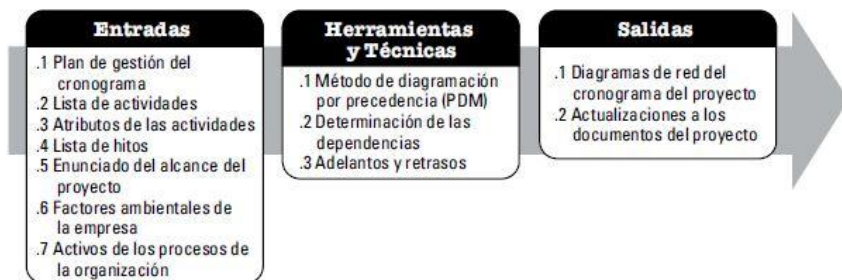 Entradas
.1 Plan de gestión del
cronograma
.2 Lista de actividades
.3 Atributos de las actividades
.4 Lista de hitos
.5 Enunciado del alcance del
proyecto
.6 Factores ambientales de
la empresa
.7 Activos de los procesos de
la organización
Herramientas
y Técnicas
.1 Método de diagramación
por precedencia (PDM)
.2 Determinación de las
dependencias
.3 Adelantos y retrasos
Salidas
.1 Diagramas de red del
cronograma del proyecto
.2 Actualizaciones a los
documentos del proyecto